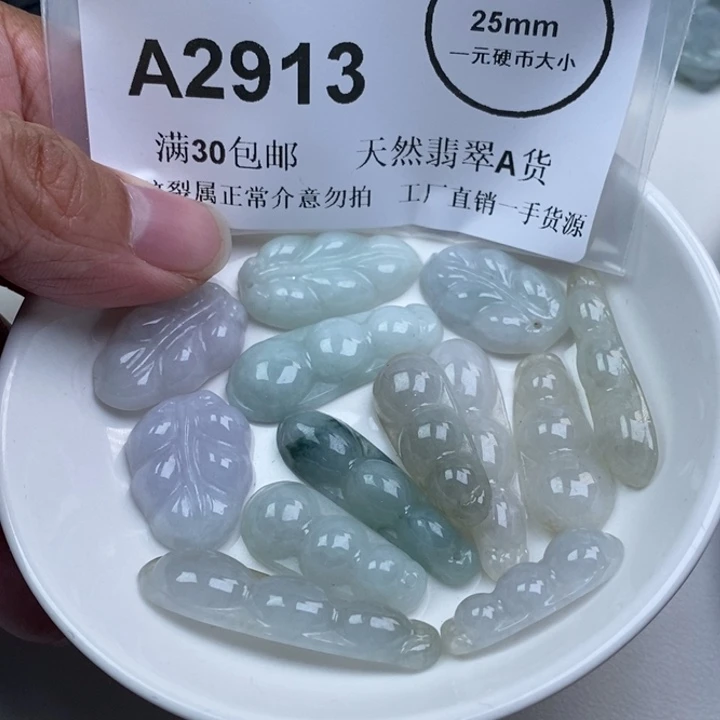 A2913
25mm
一元硬币大小
满30包邮 天然翡翠A货
裂属正常介意勿拍 工厂直销一手货源